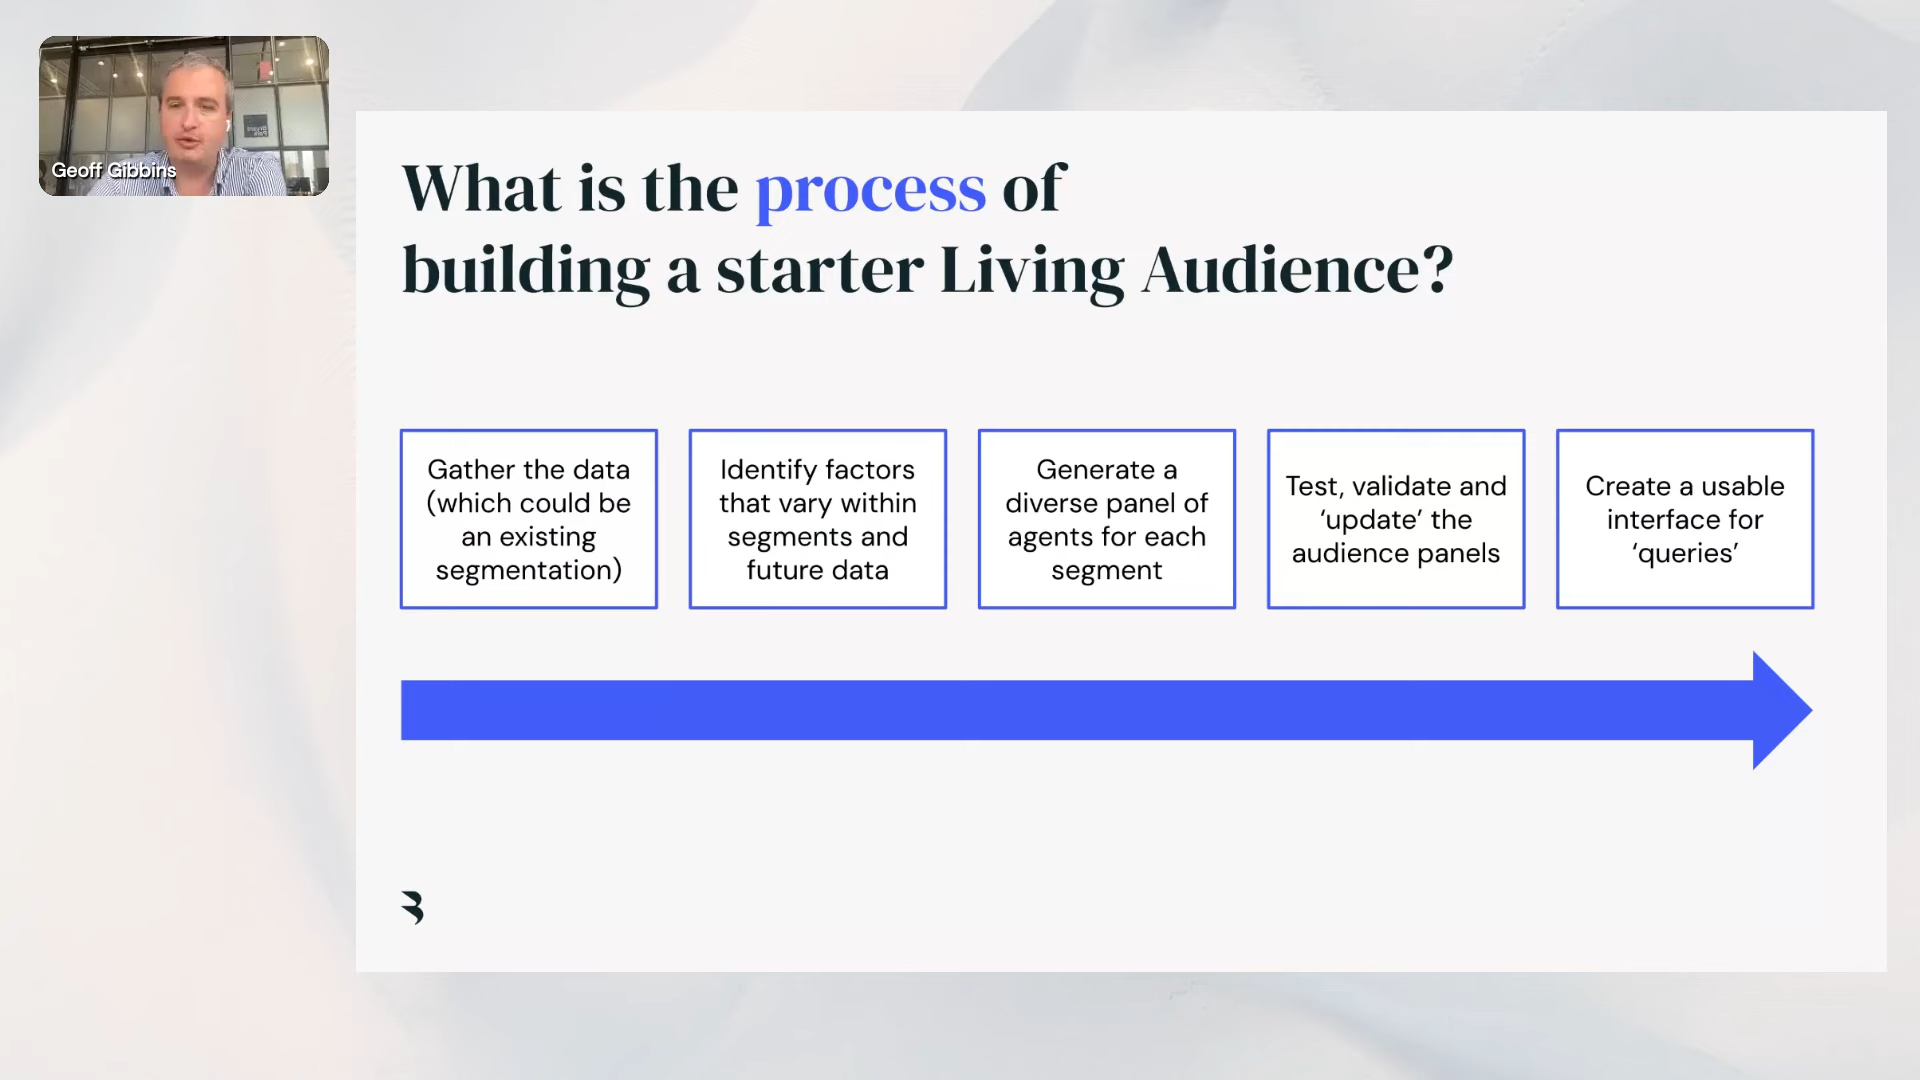 Geoff Gibbins
What is the process of
building a starter Living Audience?
Gather the data
(which could be
an existing
segmentation)
Identify factors
that vary within
segments and
future data
Generate a
diverse panel of
agents for each
segment
Test, validate and
‘update’ the
audience panels
Create a usable
interface for
‘queries’